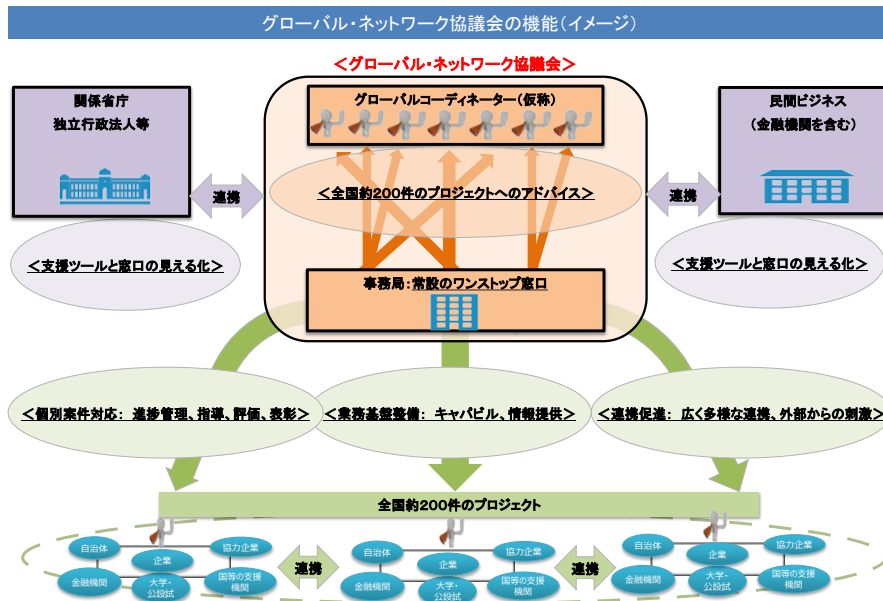 グローバル・ネットワーク協議会の機能(イメージ)
＜グローバル・ネットワーク協議会＞
関係省庁
独立行政法人等
グローバルコーディネーター(仮称)
民間ビジネス
(金融機関を含む)
連携
＜全国約200件のプロジェクトへのアドバイス＞
連携
＜支援ツールと窓口の見える化＞
＜支援ツールと窓口の見える化＞
事務局：常設のワンストップ窓口
＜個別案件対応： 進捗管理、指導、評価、表彰＞
＜業務基盤整備： キャパビル、情報提供＞
＜連携促進： 広く多様な連携、外部からの刺激＞
全国約200件のプロジェクト
自治体
協力企業
企業
金融機関
大学・
公設試
国等の支援
機関
連携
自治体
協力企業
企業
金融機関
大学・
公設試
国等の支援
機関
連携
自治体
協力企業
企業
金融機関
大学・
公設試
国等の支援
機関